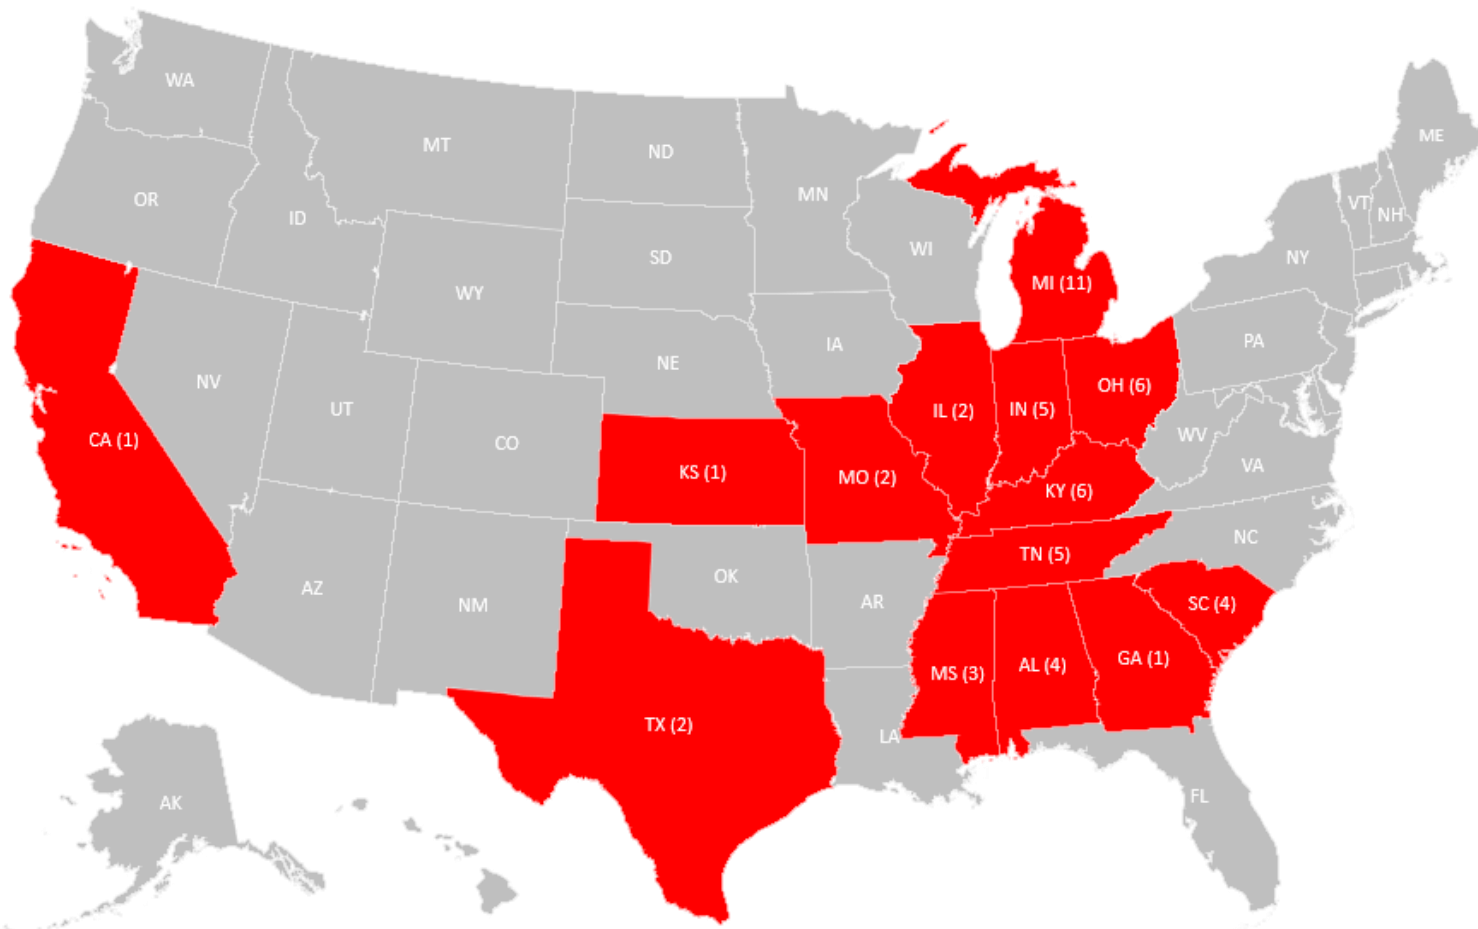 WA
MT
ND
ME
OR
ID
MN
VT
NH
SD
WI
NY
WY
MI (11)
IA
PA
NE
NV
UT
OH (6)
IL (2)
IN (5)
CA (1)
CO
WV
KS (1)
MO (2)
VA
KY (6)
NC
TN (5)
OK
AZ
NM
AR
SC (4)
MS (3)
AL (4)
GA (1)
TX (2)
LA
AK
FL